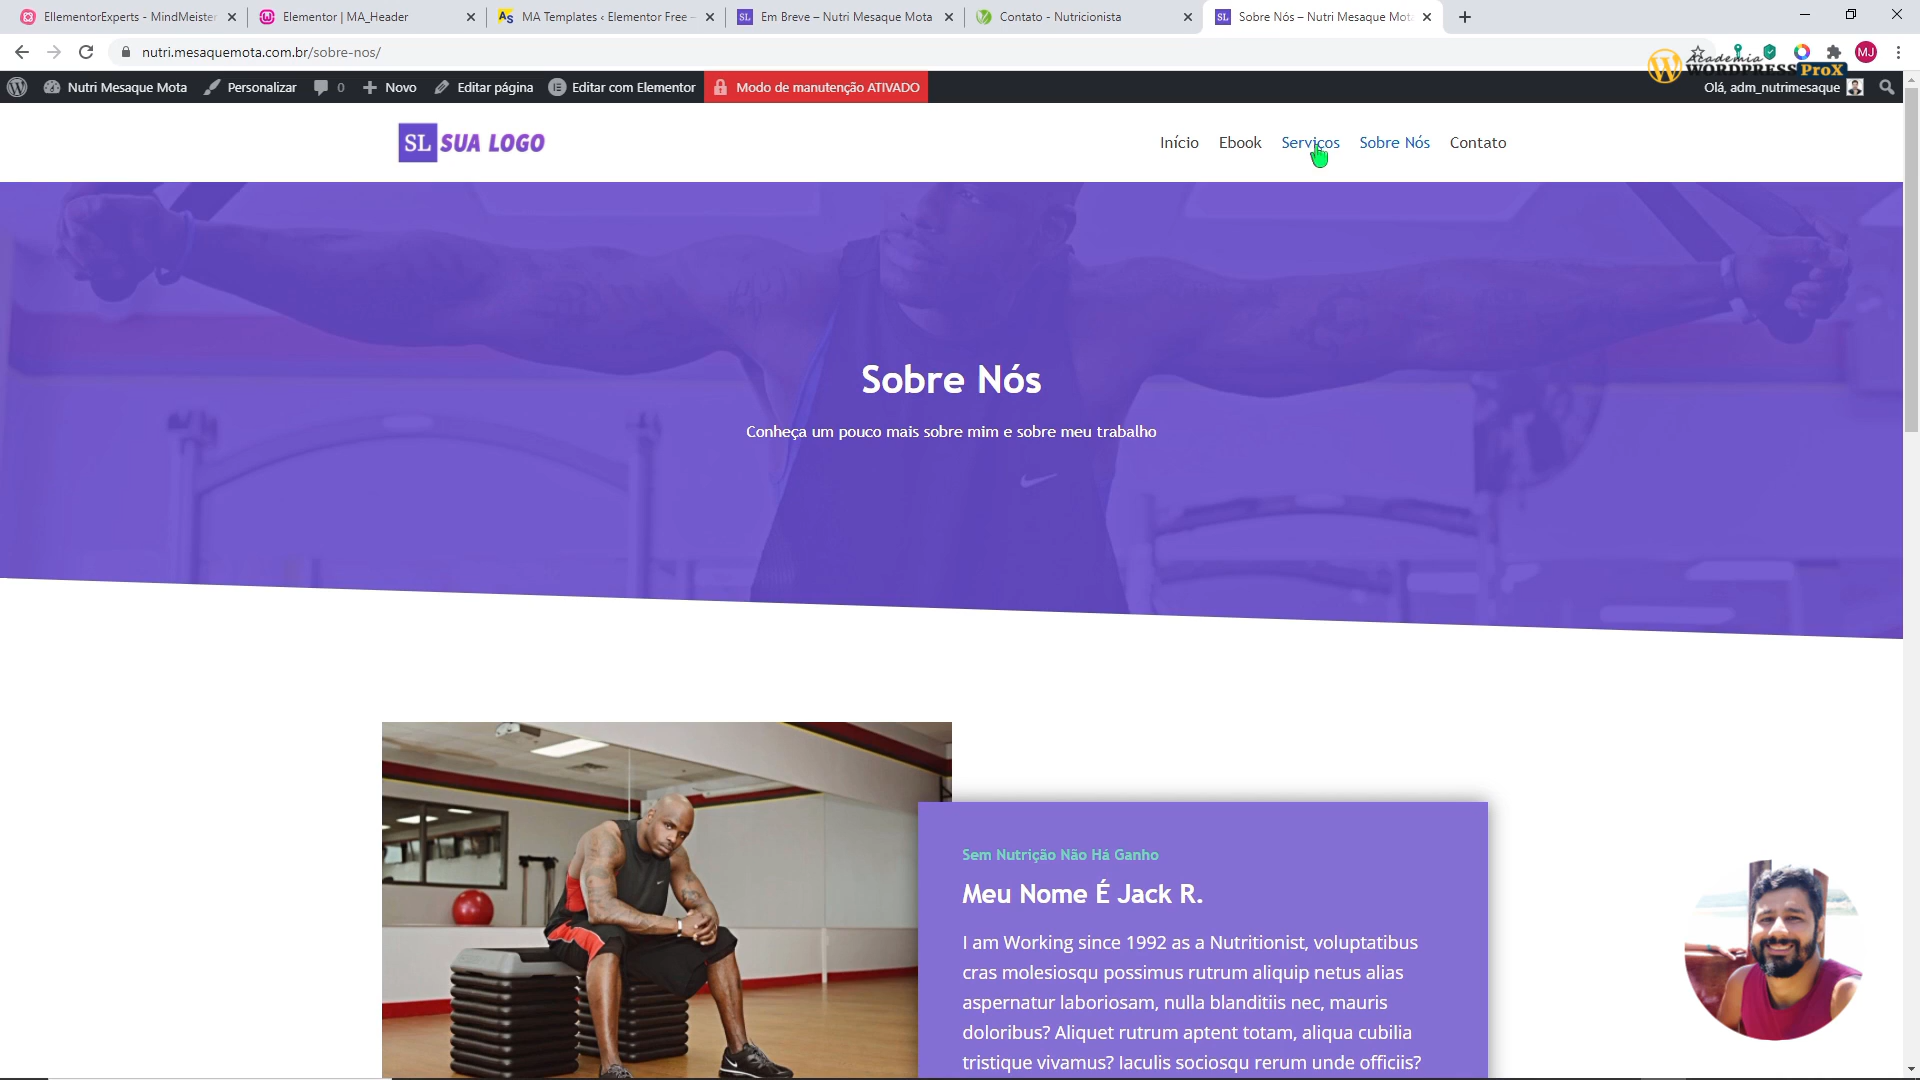 EllementorExperts - MindMeister
Elementor | MA_Header
MA Templates ‹ Elementor Free –
Em Breve – Nutri Mesaque Mota
Contato - Nutricionista
Sobre Nós – Nutri Mesaque Mota
nutri.mesaquemota.com.br/sobre-nos/
MJ
Academia
WORDPRESS ProX
Nutri Mesaque Mota
Personalizar
0
Novo
Editar página
Editar com Elementor
Modo de manutenção ATIVADO
Olá, adm_nutrimesaque
SL SUA LOGO
Início
Ebook
Serviços
Sobre Nós
Contato
Sobre Nós
Conheça um pouco mais sobre mim e sobre meu trabalho
Sem Nutrição Não Há Ganho
Meu Nome É Jack R.
I am Working since 1992 as a Nutritionist, voluptatibus
cras molesiosqu possimus rutrum aliquip netus alias
aspernatur laboriosam, nulla blanditiis nec, mauris
doloribus? Aliquet rutrum aptent totam, aliqua cubilia
tristique vivamus? Iaculis sociosqu rerum unde officiis?